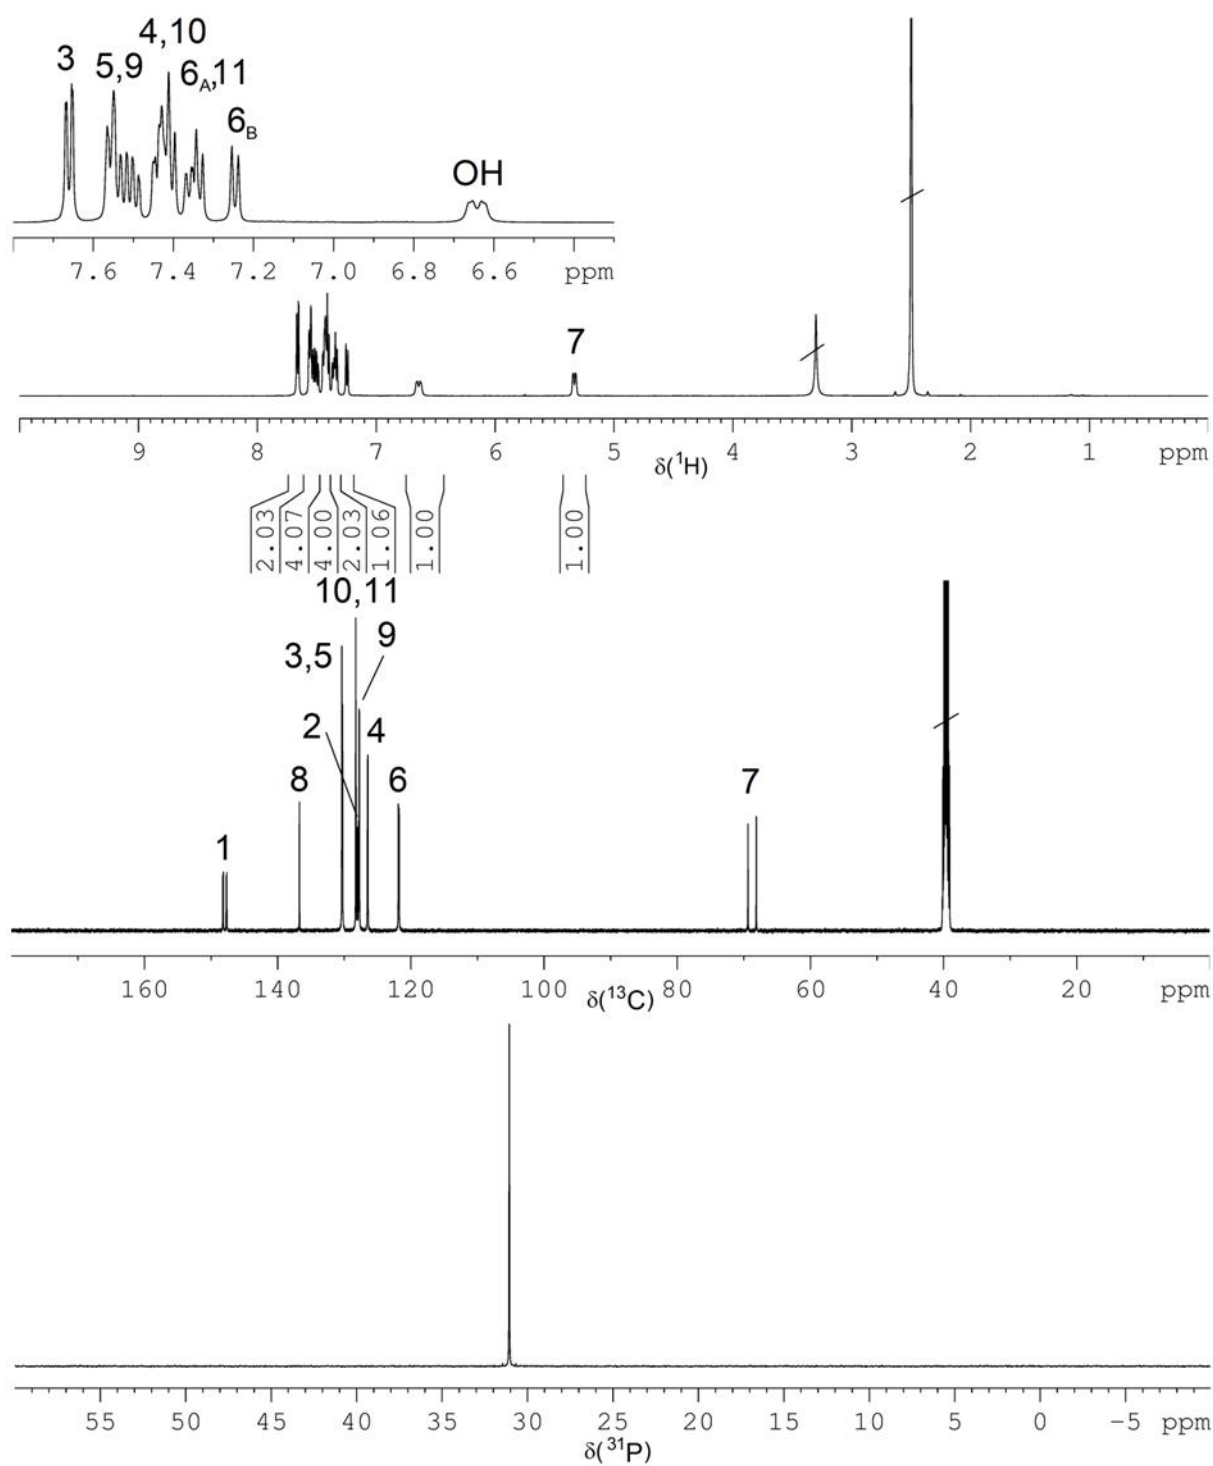 4,10
3
5,9
6A,11
6B
OH
7.6 7.4 7.2 7.0 6.8 6.6 ppm
7
9 8 7 6 5 4 3 2 1 ppm
δ(¹H)
2.03 4.07 4.00 2.03 1.06 1.00 1.00
10,11
9
3,5
2
4
8
6
7
1
160 140 120 100 80 60 40 20 ppm
δ(¹³C)
55 50 45 40 35 30 25 20 15 10 5 0 −5 ppm
δ(³¹P)